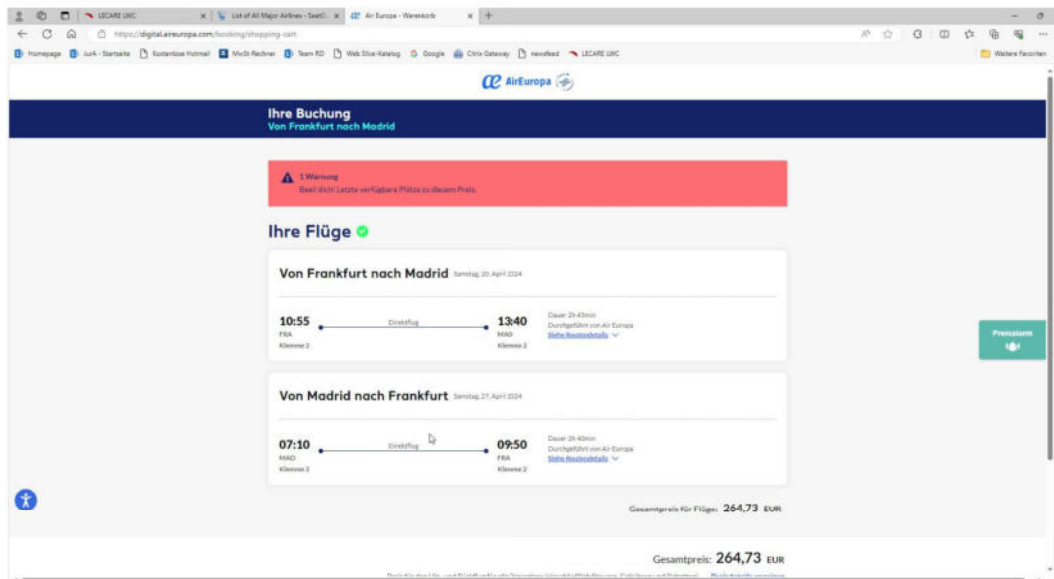 LECARE LWC
List of All Major Airlines - SeatG...
Air Europa - Warenkorb
https://digital.aireuropa.com/booking/shopping-cart
Homepage JurA - Startseite Kostenlose Hotmail MwSt-Rechner Team RD Web Slice-Katalog Google Citrix Gateway newsfeed LECARE LWC Weitere Favoriten
AirEuropa
Ihre Buchung
Von Frankfurt nach Madrid
1 Warnung
Beeil dich! Letzte verfügbare Plätze zu diesem Preis.
Ihre Flüge
Von Frankfurt nach Madrid Samstag, 20. April 2024
10:55 Direktflug 13:40
FRA MAD
Klemme 2 Klemme 2
Dauer 2h 45min
Durchgeführt von Air Europa
Siehe Routendetails
Preisalarm
Von Madrid nach Frankfurt Samstag, 27. April 2024
07:10 Direktflug 09:50
MAD FRA
Klemme 2 Klemme 2
Dauer 2h 40min
Durchgeführt von Air Europa
Siehe Routendetails
Gesamtpreis für Flüge: 264,73 EUR
Gesamtpreis: 264,73 EUR